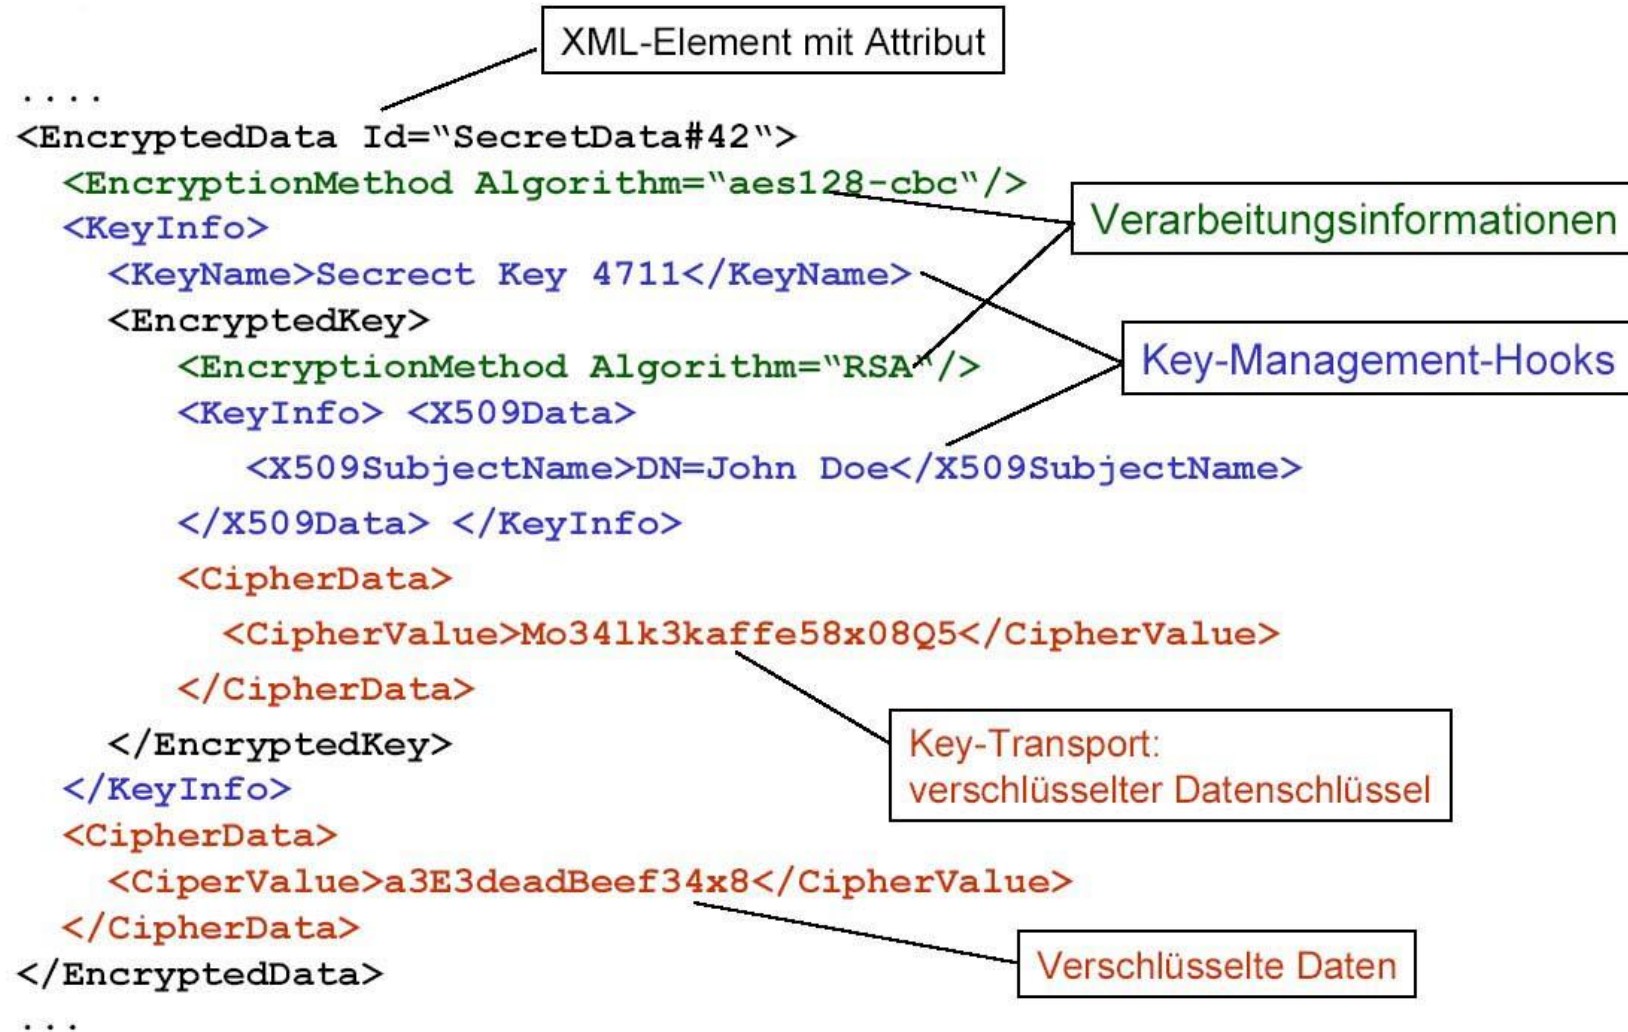 XML-Element mit Attribut
....
<EncryptedData Id=“SecretData#42“>
<EncryptionMethod Algorithm=“aes128-cbc“/>
Verarbeitungsinformationen
<KeyInfo>
<KeyName>Secrect Key 4711</KeyName>
<EncryptedKey>
Key-Management-Hooks
<EncryptionMethod Algorithm=“RSA“/>
<KeyInfo> <X509Data>
<X509SubjectName>DN=John Doe</X509SubjectName>
</X509Data> </KeyInfo>
<CipherData>
<CipherValue>Mo34lk3kaffe58x08Q5</CipherValue>
</CipherData>
</EncryptedKey>
Key-Transport:
verschlüsselter Datenschlüssel
</KeyInfo>
<CipherData>
<CiperValue>a3E3deadBeef34x8</CipherValue>
</CipherData>
Verschlüsselte Daten
</EncryptedData>
...